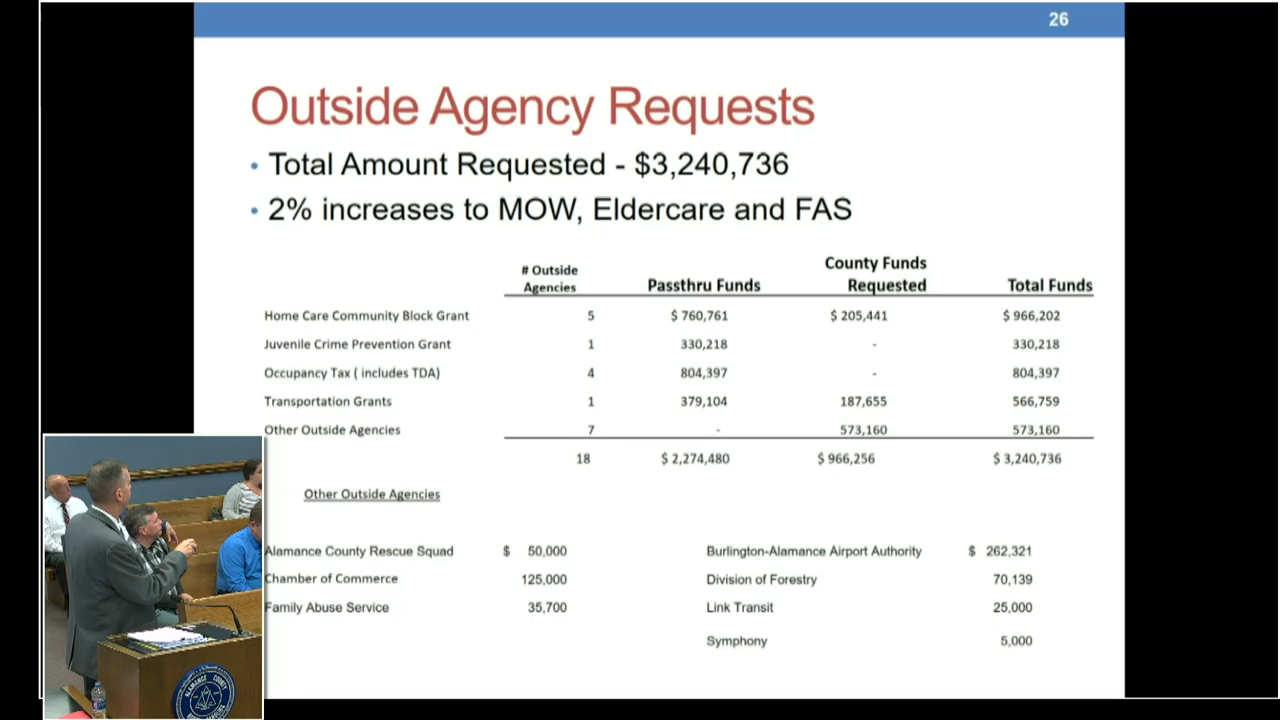 26
Outside Agency Requests
• Total Amount Requested - $3,240,736
• 2% increases to MOW, Eldercare and FAS
# Outside Agencies Passthru Funds County Funds Requested Total Funds
Home Care Community Block Grant 5 $ 760,761 $ 205,441 $ 966,202
Juvenile Crime Prevention Grant 1 330,218 - 330,218
Occupancy Tax ( includes TDA) 4 804,397 - 804,397
Transportation Grants 1 379,104 187,655 566,759
Other Outside Agencies 7 - 573,160 573,160
18 $ 2,274,480 $ 966,256 $ 3,240,736
Other Outside Agencies
Alamance County Rescue Squad $ 50,000 Burlington-Alamance Airport Authority $ 262,321
Chamber of Commerce 125,000 Division of Forestry 70,139
Family Abuse Service 35,700 Link Transit 25,000
Symphony 5,000
ALAMANCE COUNTY